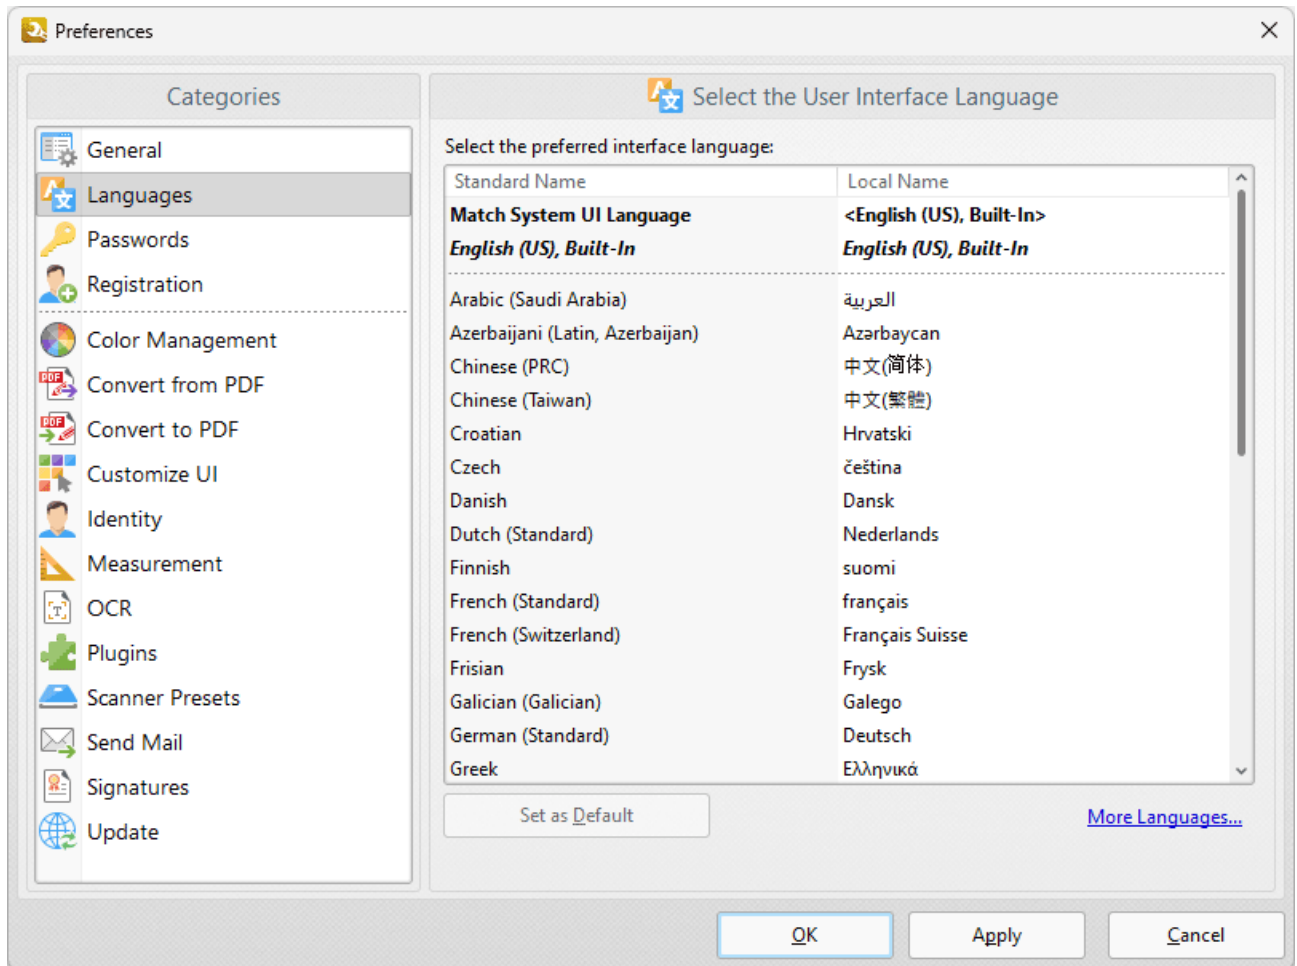 Preferences
Categories
General
Languages
Passwords
Registration
Color Management
Convert from PDF
Convert to PDF
Customize UI
Identity
Measurement
OCR
Plugins
Scanner Presets
Send Mail
Signatures
Update
Select the User Interface Language
Select the preferred interface language:
Standard Name Local Name
Match System UI Language <English (US), Built-In>
English (US), Built-In English (US), Built-In
Arabic (Saudi Arabia) العربية
Azerbaijani (Latin, Azerbaijan) Azərbaycan
Chinese (PRC) 中文(简体)
Chinese (Taiwan) 中文(繁體)
Croatian Hrvatski
Czech čeština
Danish Dansk
Dutch (Standard) Nederlands
Finnish suomi
French (Standard) français
French (Switzerland) Français Suisse
Frisian Frysk
Galician (Galician) Galego
German (Standard) Deutsch
Greek Ελληνικά
Set as Default More Languages...
OK Apply Cancel